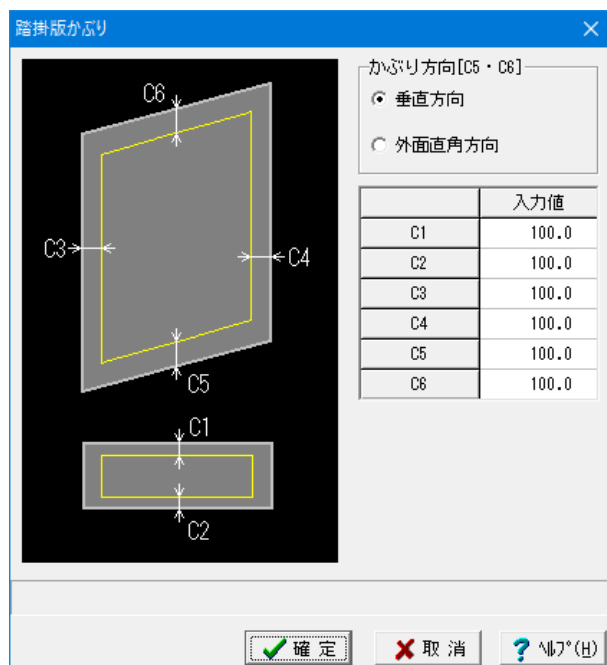 踏掛版かぶり
C6
C3
C4
C5
C1
C2
かぶり方向[C5・C6]
垂直方向
外面直角方向
入力値
C1 100.0
C2 100.0
C3 100.0
C4 100.0
C5 100.0
C6 100.0
確定
取消
ﾍﾙﾌﾟ(H)